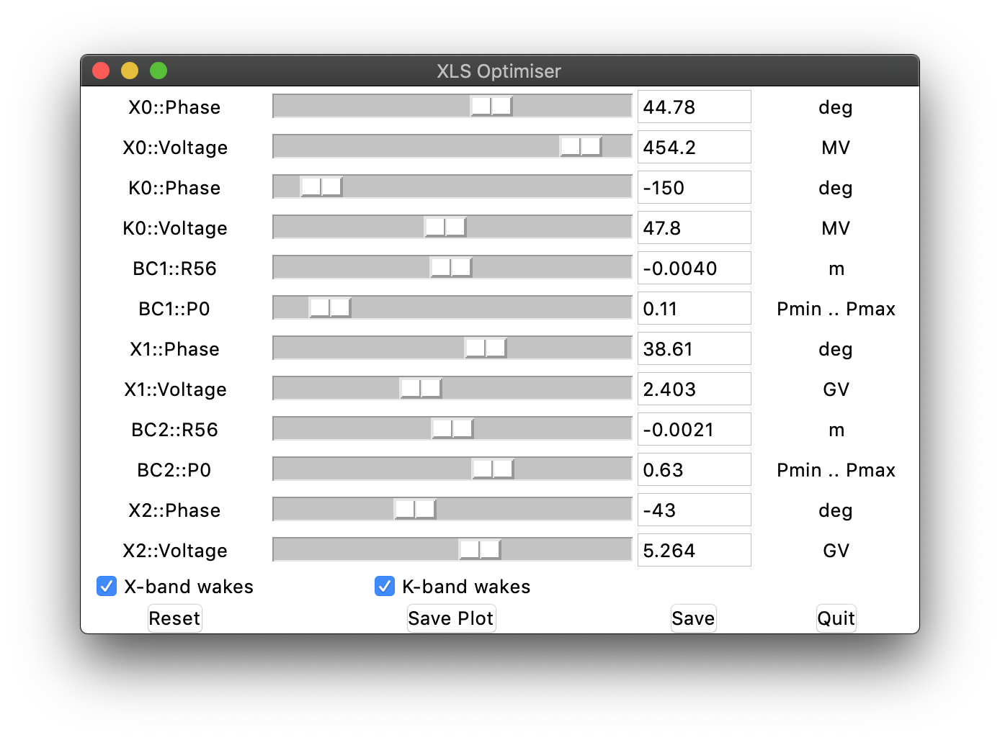 XLS Optimiser
X0::Phase 44.78 deg
X0::Voltage 454.2 MV
K0::Phase -150 deg
K0::Voltage 47.8 MV
BC1::R56 -0.0040 m
BC1::P0 0.11 Pmin .. Pmax
X1::Phase 38.61 deg
X1::Voltage 2.403 GV
BC2::R56 -0.0021 m
BC2::P0 0.63 Pmin .. Pmax
X2::Phase -43 deg
X2::Voltage 5.264 GV
X-band wakes K-band wakes
Reset Save Plot Save Quit